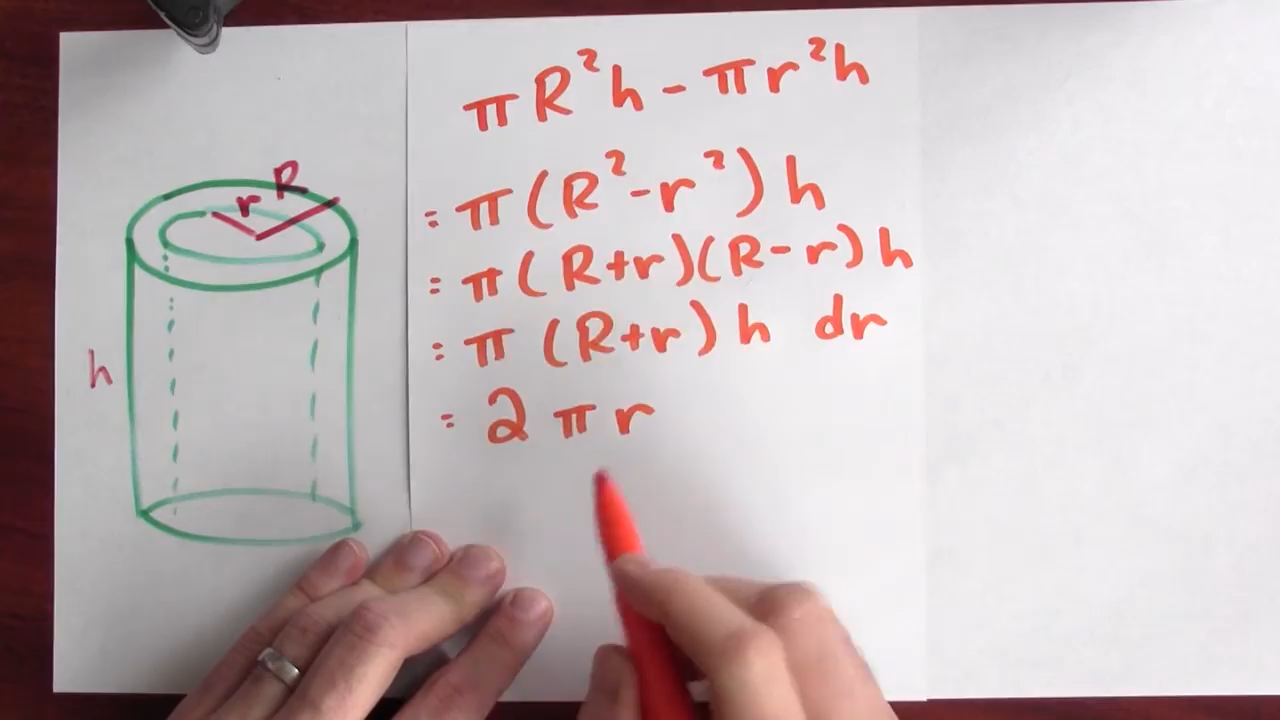 r R
h
πR²h - πr²h
= π(R²-r²)h
= π(R+r)(R-r)h
= π(R+r)h dr
= 2πr